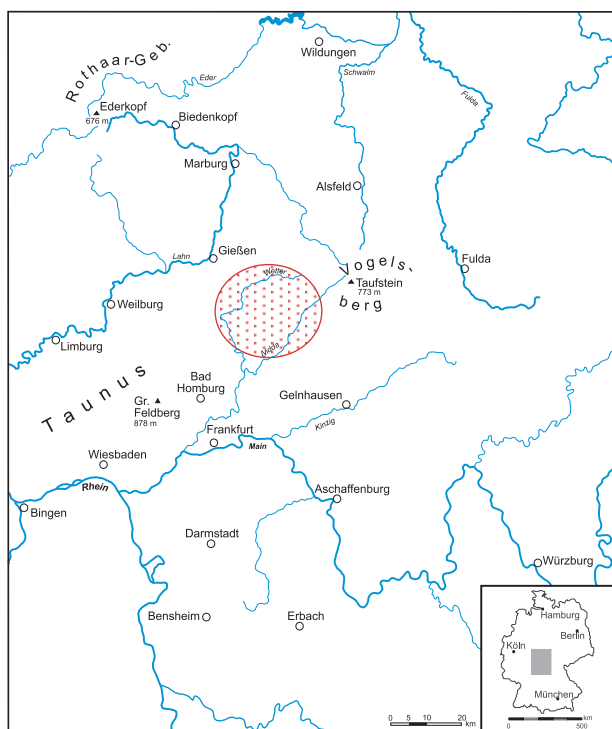 Wildungen
Rothaar-Geb.
Eder
Schwalm
Fulda
Ederkopf
676 m
Biedenkopf
Marburg
Alsfeld
Gießen
Lahn
Vogels-
berg
Fulda
Wetter
Taufstein
773 m
Weilburg
Limburg
Nidda
Taunus
Bad
Homburg
Gr.
Feldberg
878 m
Gelnhausen
Kinzig
Frankfurt
Main
Wiesbaden
Rhein
Aschaffenburg
Bingen
Darmstadt
Würzburg
Bensheim
Erbach
Hamburg
Berlin
Köln
München
0 5 10 20
km
0 500
km